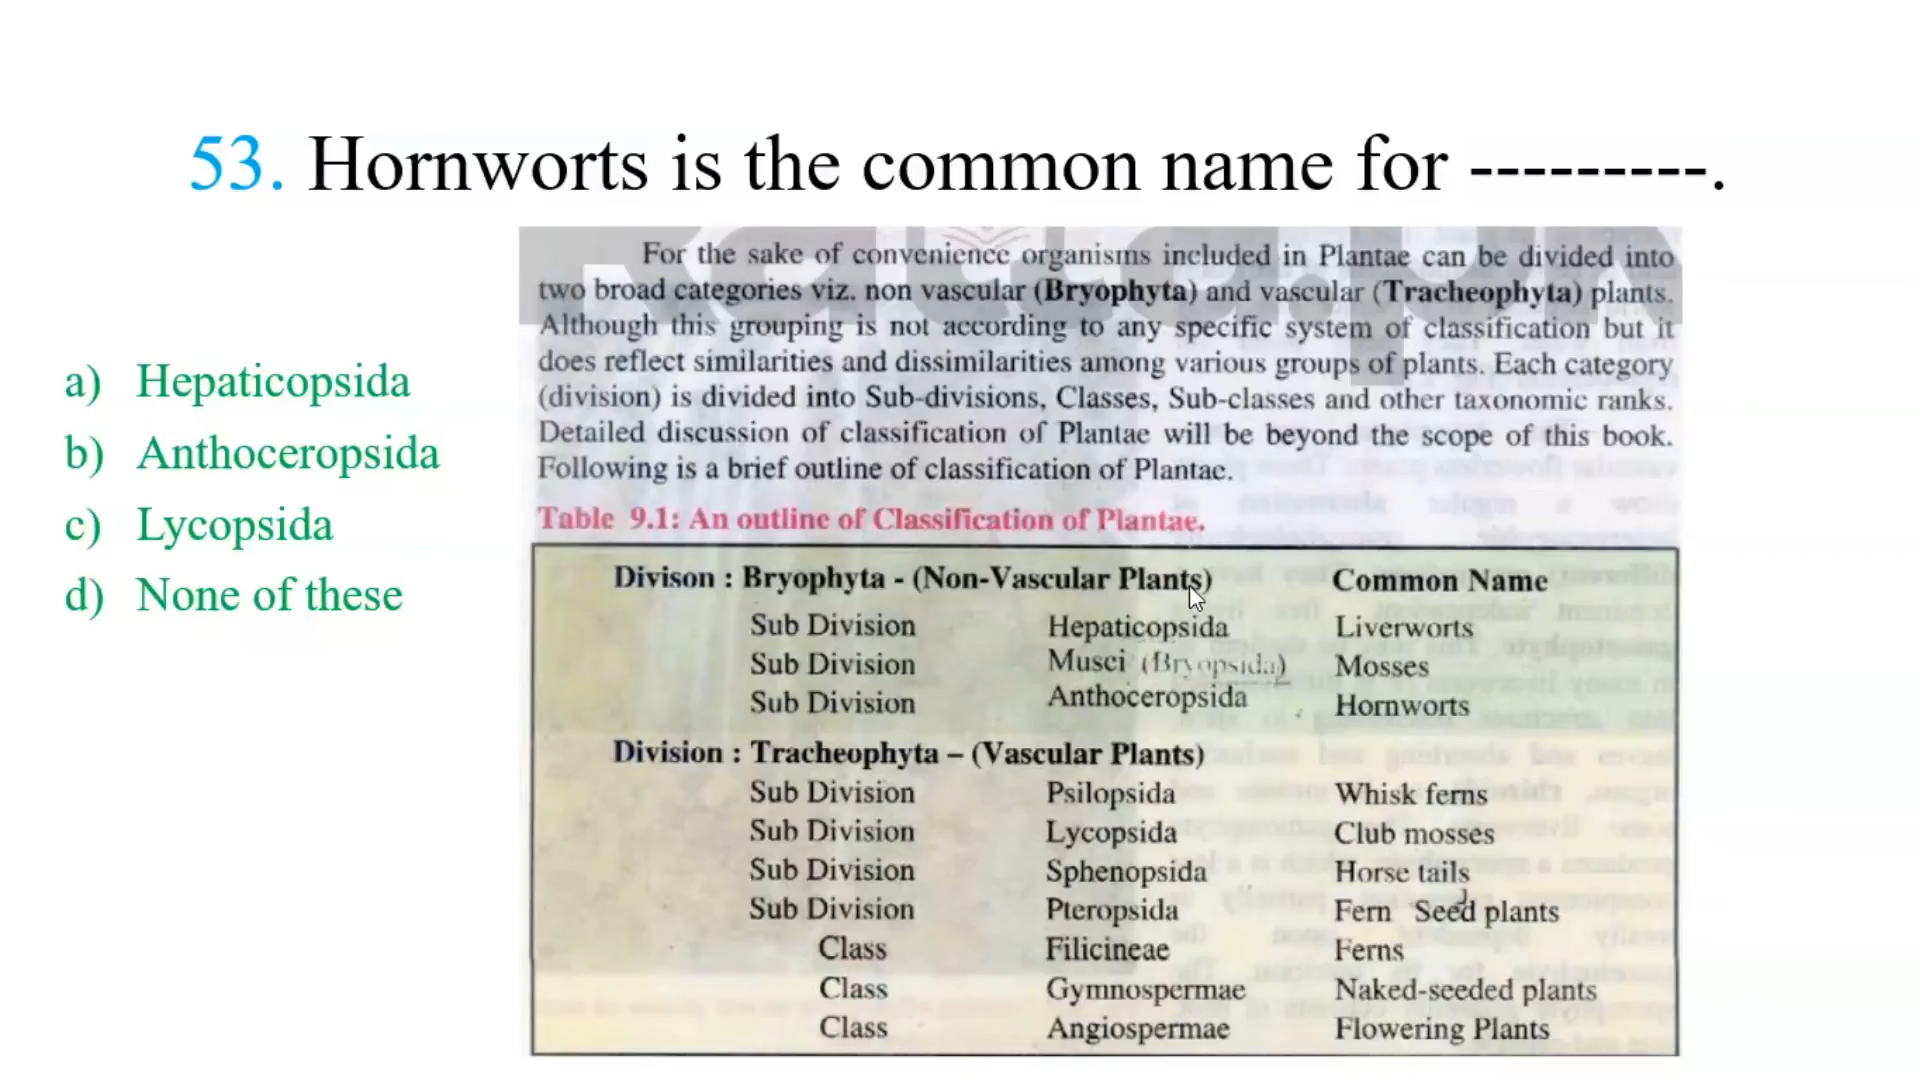 53. Hornworts is the common name for ---------.
a) Hepaticopsida
b) Anthoceropsida
c) Lycopsida
d) None of these
For the sake of convenience organisms included in Plantae can be divided into
two broad categories viz. non vascular (Bryophyta) and vascular (Tracheophyta) plants.
Although this grouping is not according to any specific system of classification but it
does reflect similarities and dissimilarities among various groups of plants. Each category
(division) is divided into Sub-divisions, Classes, Sub-classes and other taxonomic ranks.
Detailed discussion of classification of Plantae will be beyond the scope of this book.
Following is a brief outline of classification of Plantae.
Table 9.1: An outline of Classification of Plantae.
Divison : Bryophyta - (Non-Vascular Plants) Common Name
Sub Division Hepaticopsida Liverworts
Sub Division Musci (Bryopsida) Mosses
Sub Division Anthoceropsida Hornworts
Division : Tracheophyta – (Vascular Plants)
Sub Division Psilopsida Whisk ferns
Sub Division Lycopsida Club mosses
Sub Division Sphenopsida Horse tails
Sub Division Pteropsida Fern Seed plants
Class Filicineae Ferns
Class Gymnospermae Naked-seeded plants
Class Angiospermae Flowering Plants